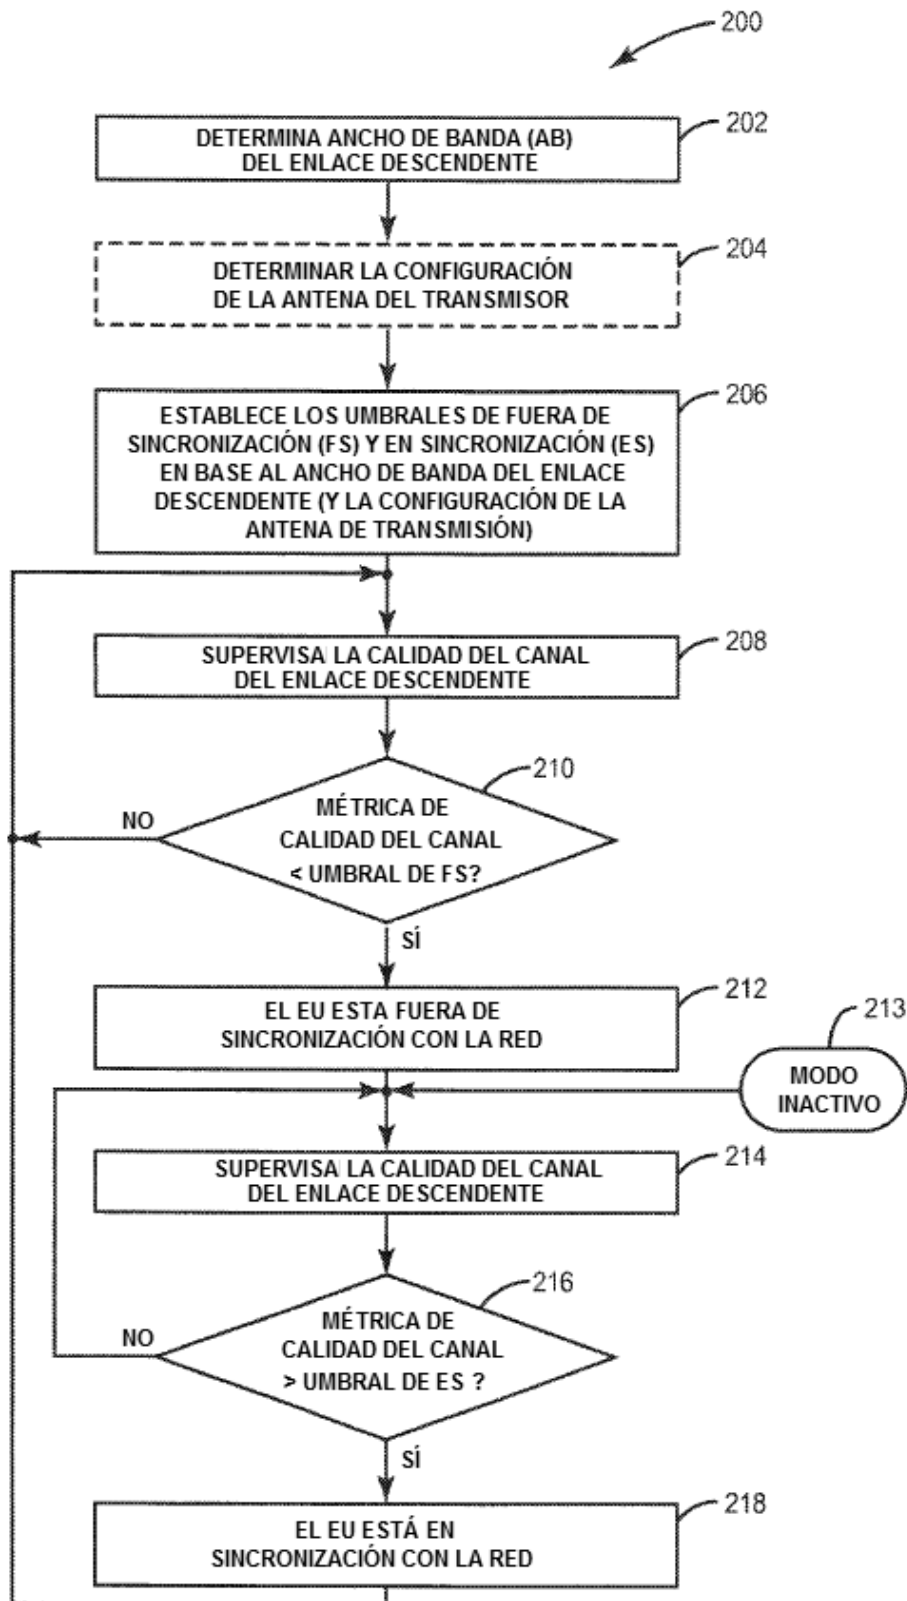 200
202
DETERMINA ANCHO DE BANDA (AB)
DEL ENLACE DESCENDENTE
204
DETERMINAR LA CONFIGURACIÓN
DE LA ANTENA DEL TRANSMISOR
206
ESTABLECE LOS UMBRALES DE FUERA DE
SINCRONIZACIÓN (FS) Y EN SINCRONIZACIÓN (ES)
EN BASE AL ANCHO DE BANDA DEL ENLACE
DESCENDENTE (Y LA CONFIGURACIÓN DE LA
ANTENA DE TRANSMISIÓN)
208
SUPERVISA LA CALIDAD DEL CANAL
DEL ENLACE DESCENDENTE
210
MÉTRICA DE
CALIDAD DEL CANAL
< UMBRAL DE FS?
NO
SÍ
212
EL EU ESTA FUERA DE
SINCRONIZACIÓN CON LA RED
213
MODO
INACTIVO
214
SUPERVISA LA CALIDAD DEL CANAL
DEL ENLACE DESCENDENTE
216
MÉTRICA DE
CALIDAD DEL CANAL
> UMBRAL DE ES ?
NO
SÍ
218
EL EU ESTÁ EN
SINCRONIZACIÓN CON LA RED